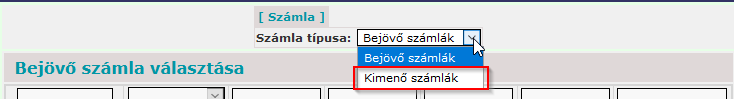 [ Számla ]
Számla típusa: Bejövő számlák
Bejövő számlák
Kimenő számlák
Bejövő számla választása